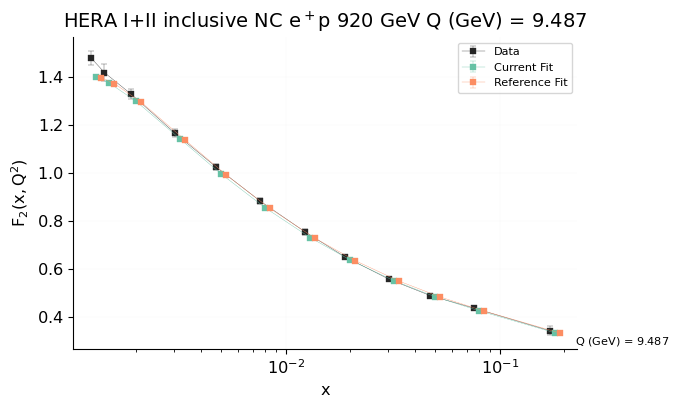 HERA I+II inclusive NC e⁺p 920 GeV Q (GeV) = 9.487
Data
Current Fit
Reference Fit
F₂(x, Q²)
1.4
1.2
1.0
0.8
0.6
0.4
10⁻²
10⁻¹
x
Q (GeV) = 9.487